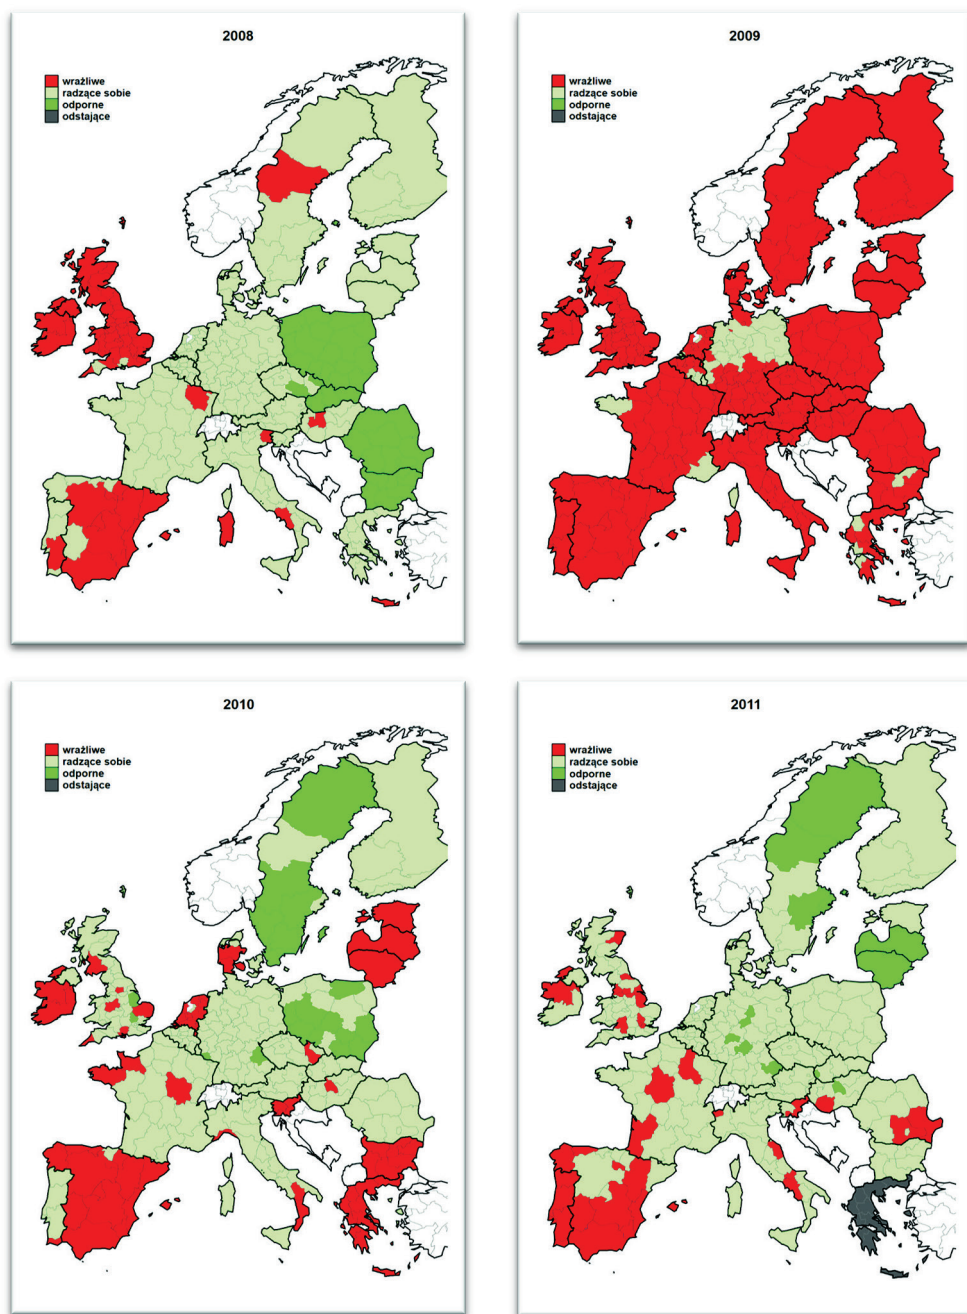 2008
wrażliwe
radzące sobie
odporne
odstające
2009
wrażliwe
radzące sobie
odporne
odstające
2010
wrażliwe
radzące sobie
odporne
odstające
2011
wrażliwe
radzące sobie
odporne
odstające